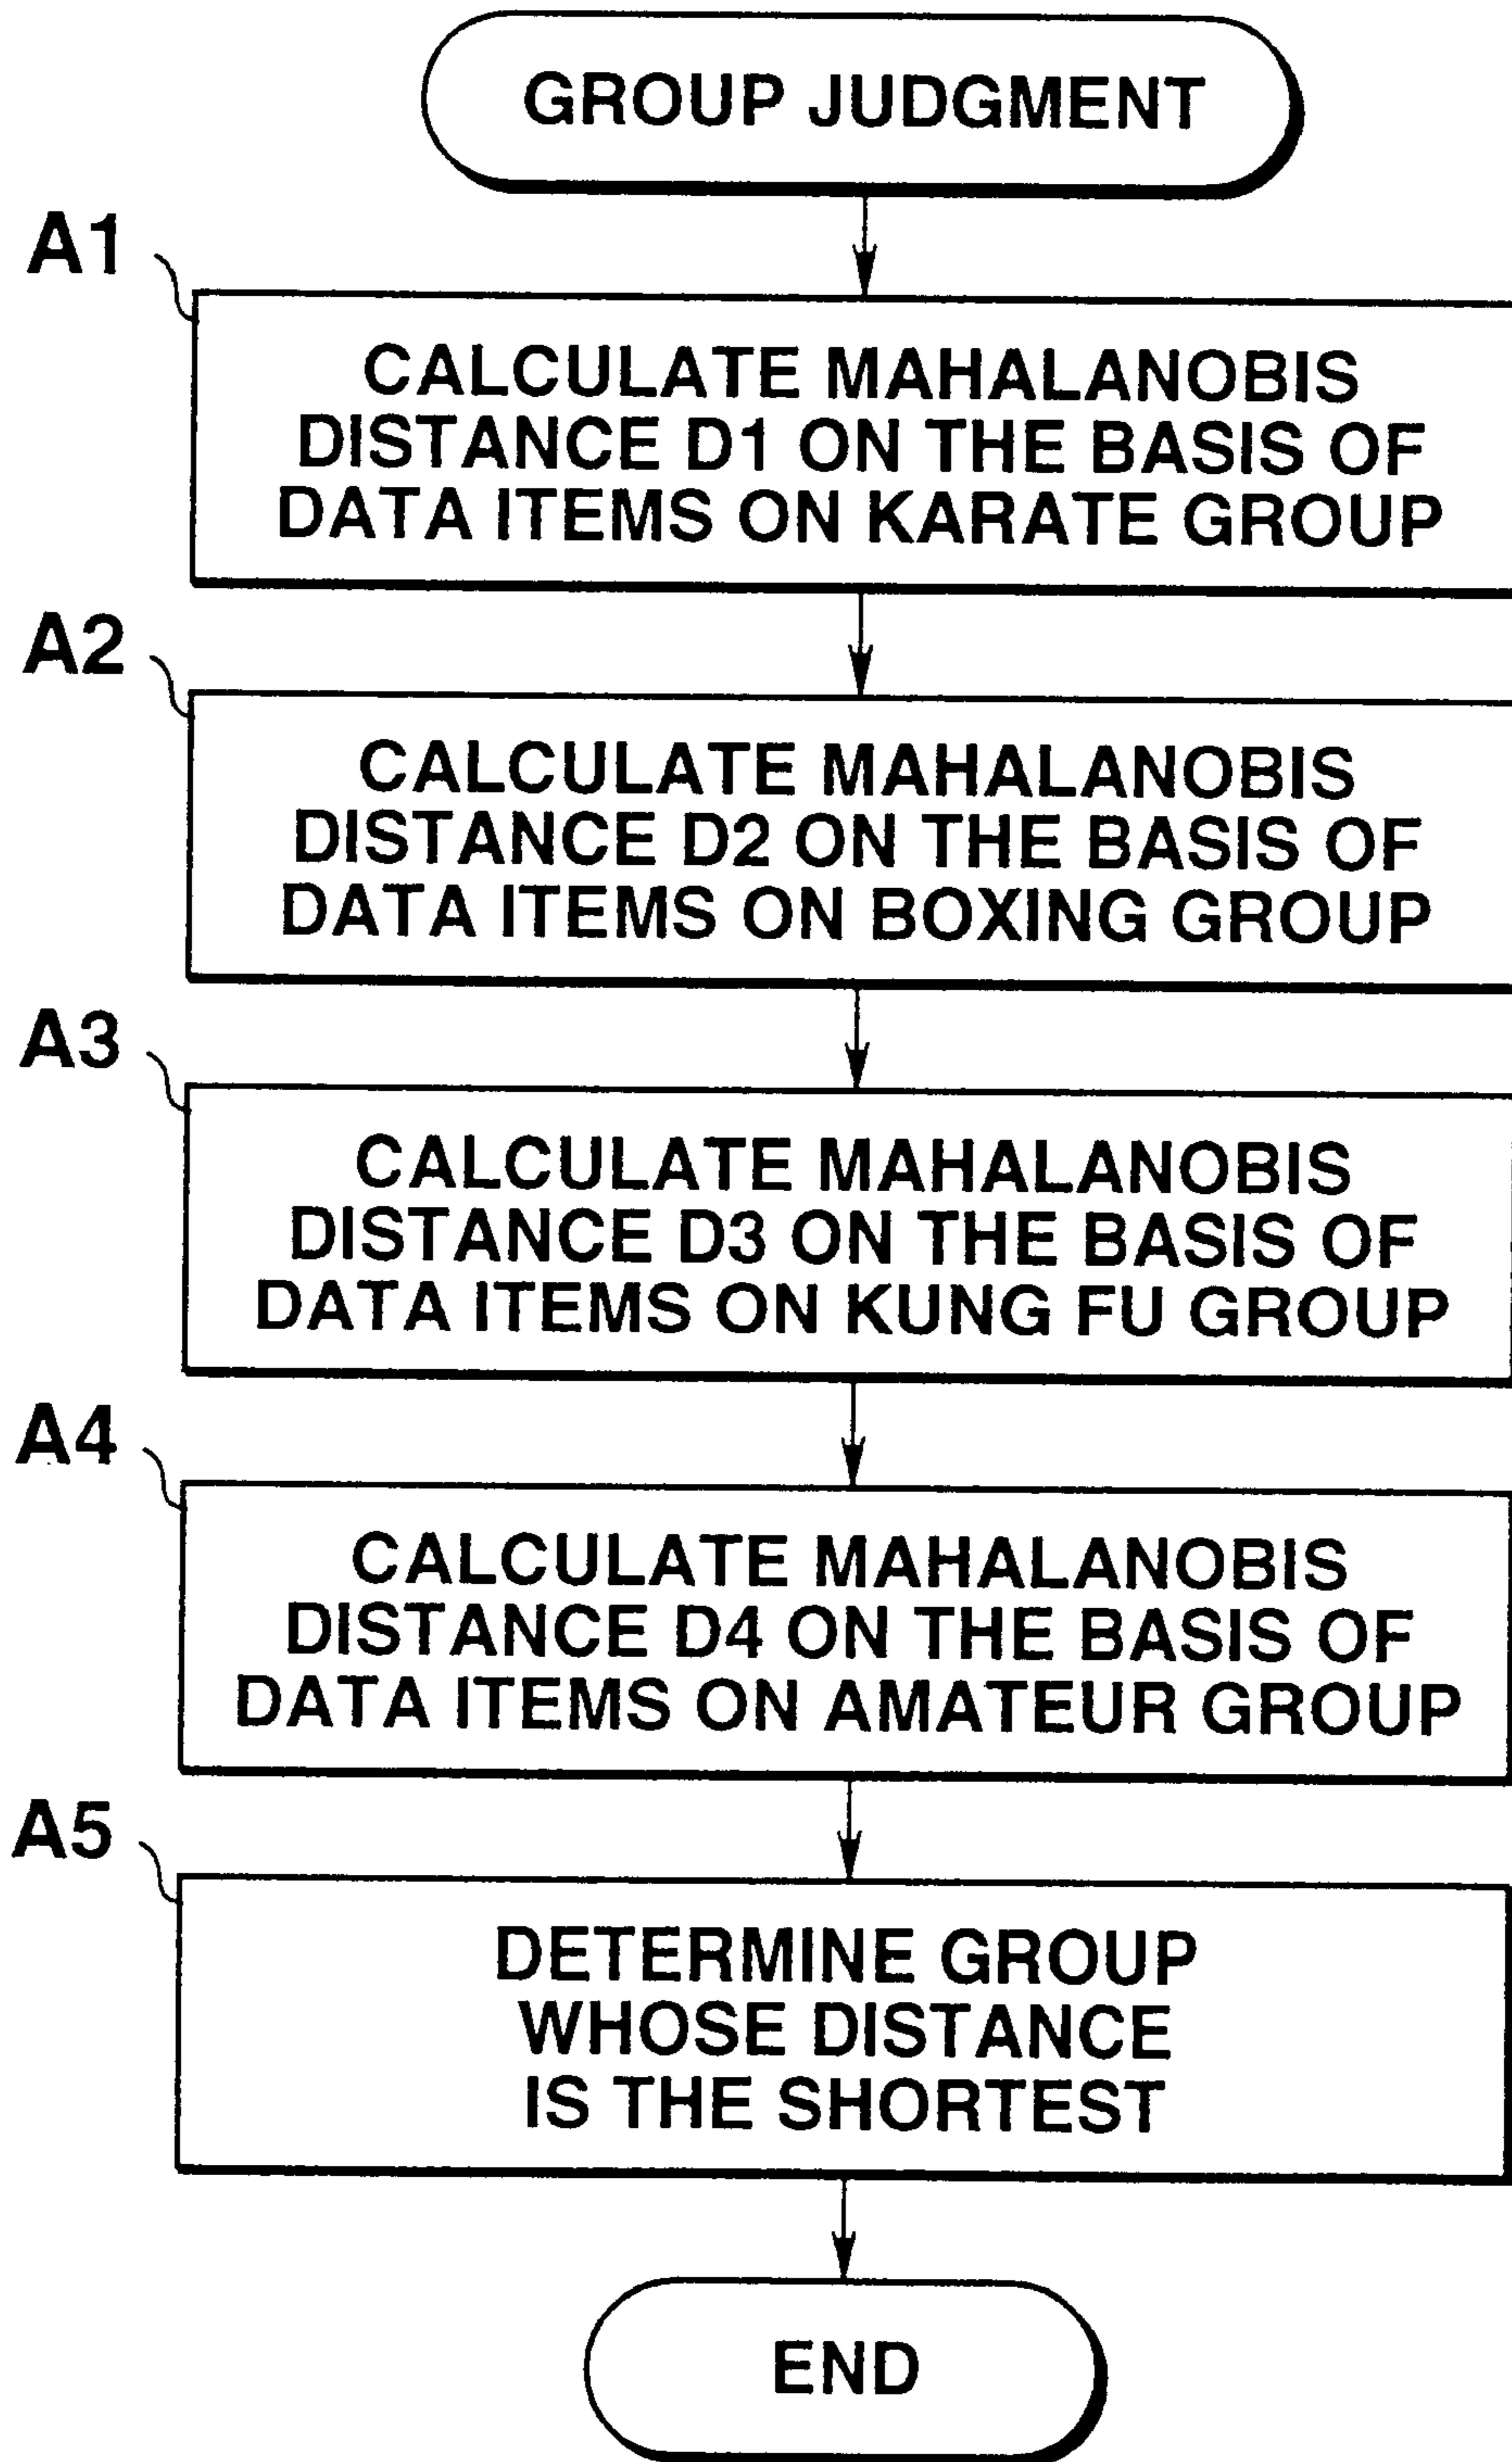 GROUP JUDGMENT
A1
CALCULATE MAHALANOBIS
DISTANCE D1 ON THE BASIS OF
DATA ITEMS ON KARATE GROUP
A2
CALCULATE MAHALANOBIS
DISTANCE D2 ON THE BASIS OF
DATA ITEMS ON BOXING GROUP
A3
CALCULATE MAHALANOBIS
DISTANCE D3 ON THE BASIS OF
DATA ITEMS ON KUNG FU GROUP
A4
CALCULATE MAHALANOBIS
DISTANCE D4 ON THE BASIS OF
DATA ITEMS ON AMATEUR GROUP
A5
DETERMINE GROUP
WHOSE DISTANCE
IS THE SHORTEST
END